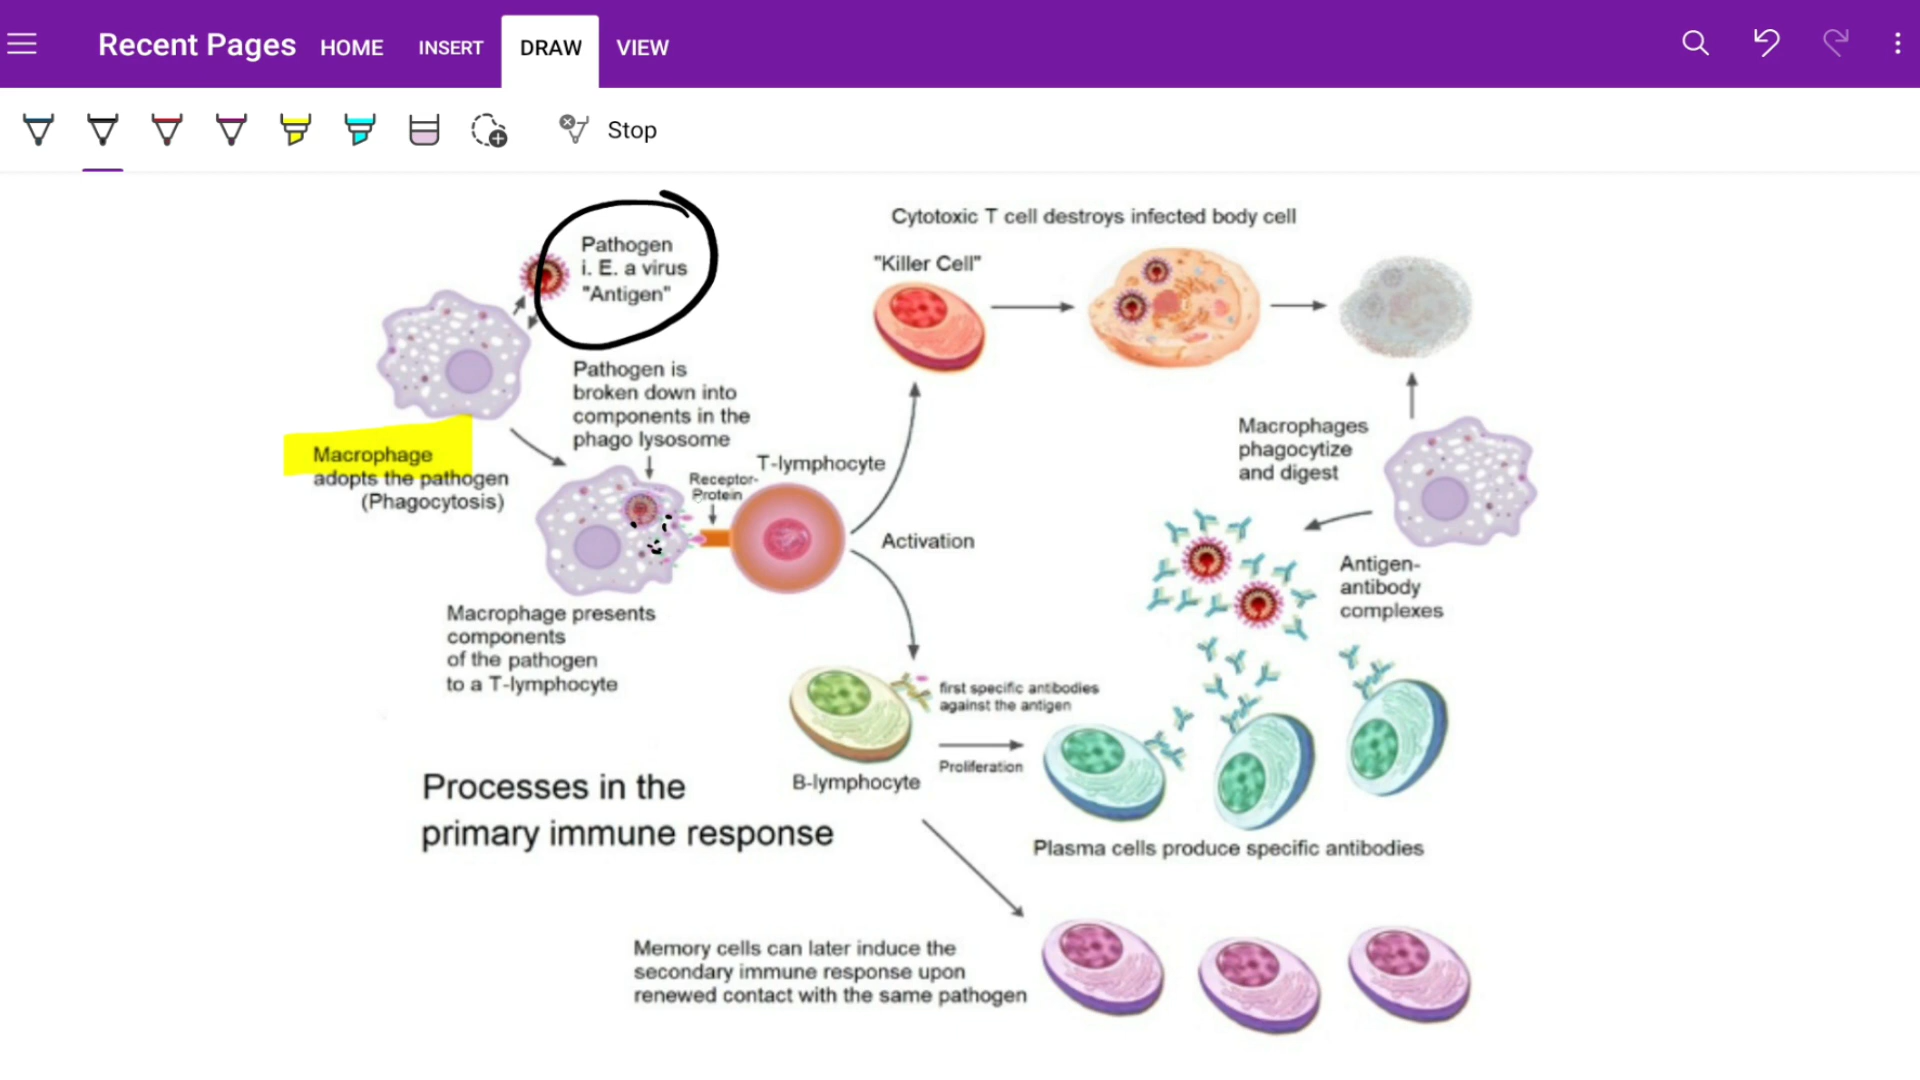 Recent Pages HOME INSERT DRAW VIEW
Stop
Cytotoxic T cell destroys infected body cell
Pathogen
i. E. a virus
"Antigen"
"Killer Cell"
Pathogen is
broken down into
components in the
phago lysosome
Macrophage
adopts the pathogen
(Phagocytosis)
T-lymphocyte
Receptor-
Protein
Activation
Macrophages
phagocytize
and digest
Antigen-
antibody
complexes
Macrophage presents
components
of the pathogen
to a T-lymphocyte
first specific antibodies
against the antigen
Proliferation
B-lymphocyte
Processes in the
primary immune response
Plasma cells produce specific antibodies
Memory cells can later induce the
secondary immune response upon
renewed contact with the same pathogen